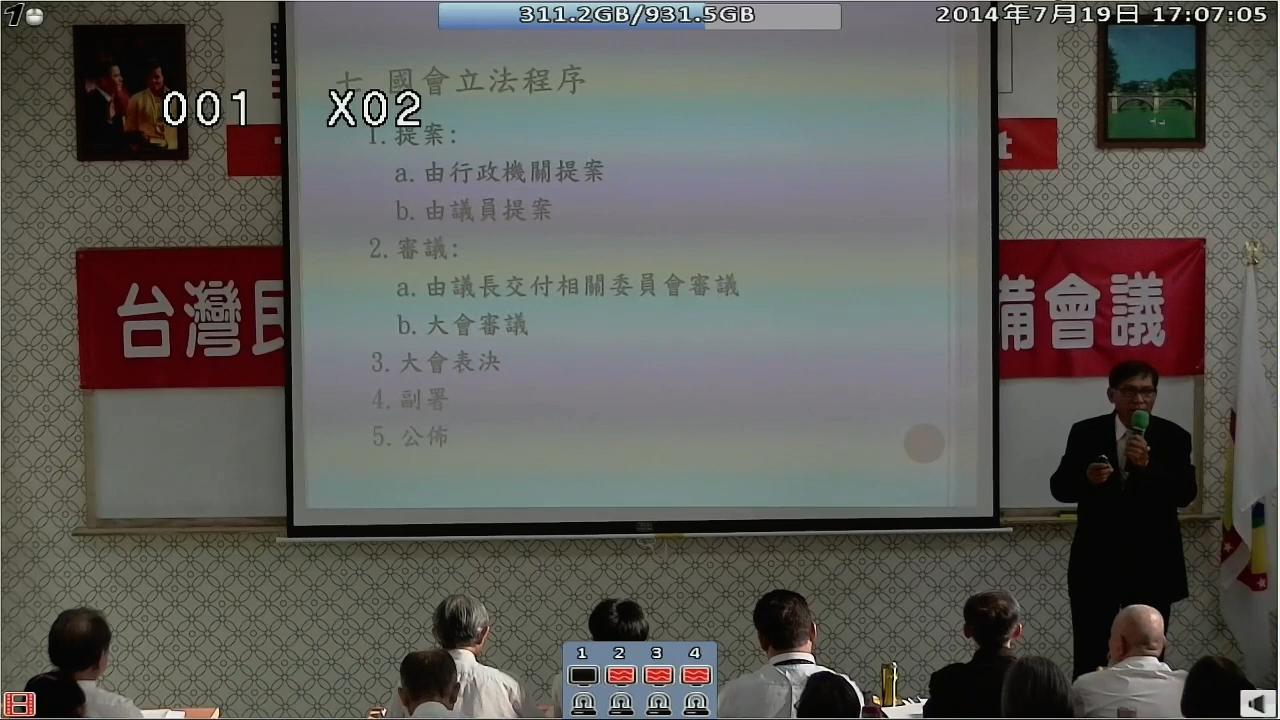 1
311.2GB/931.5GB
2014年7月19日 17:07:05
001 X02
七.國會立法程序
1.提案:
a.由行政機關提案
b.由議員提案
2.審議:
a.由議長交付相關委員會審議
b.大會審議
3.大會表決
4.副署
5.公佈
t
台灣民
備會議
1 2 3 4